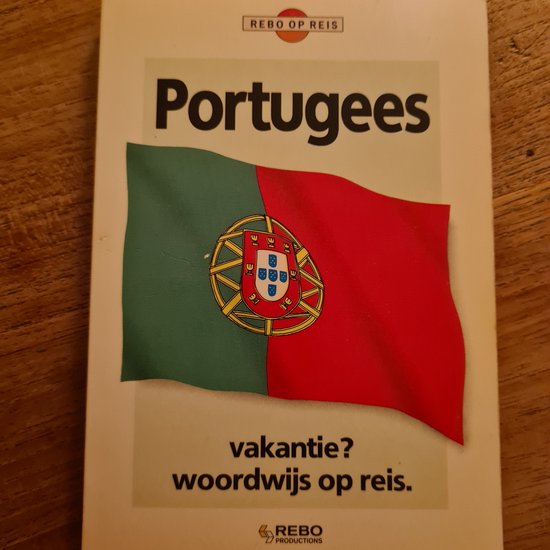 REBO OP REIS
Portugees
vakantie?
woordwijs op reis.
REBO
PRODUCTIONS